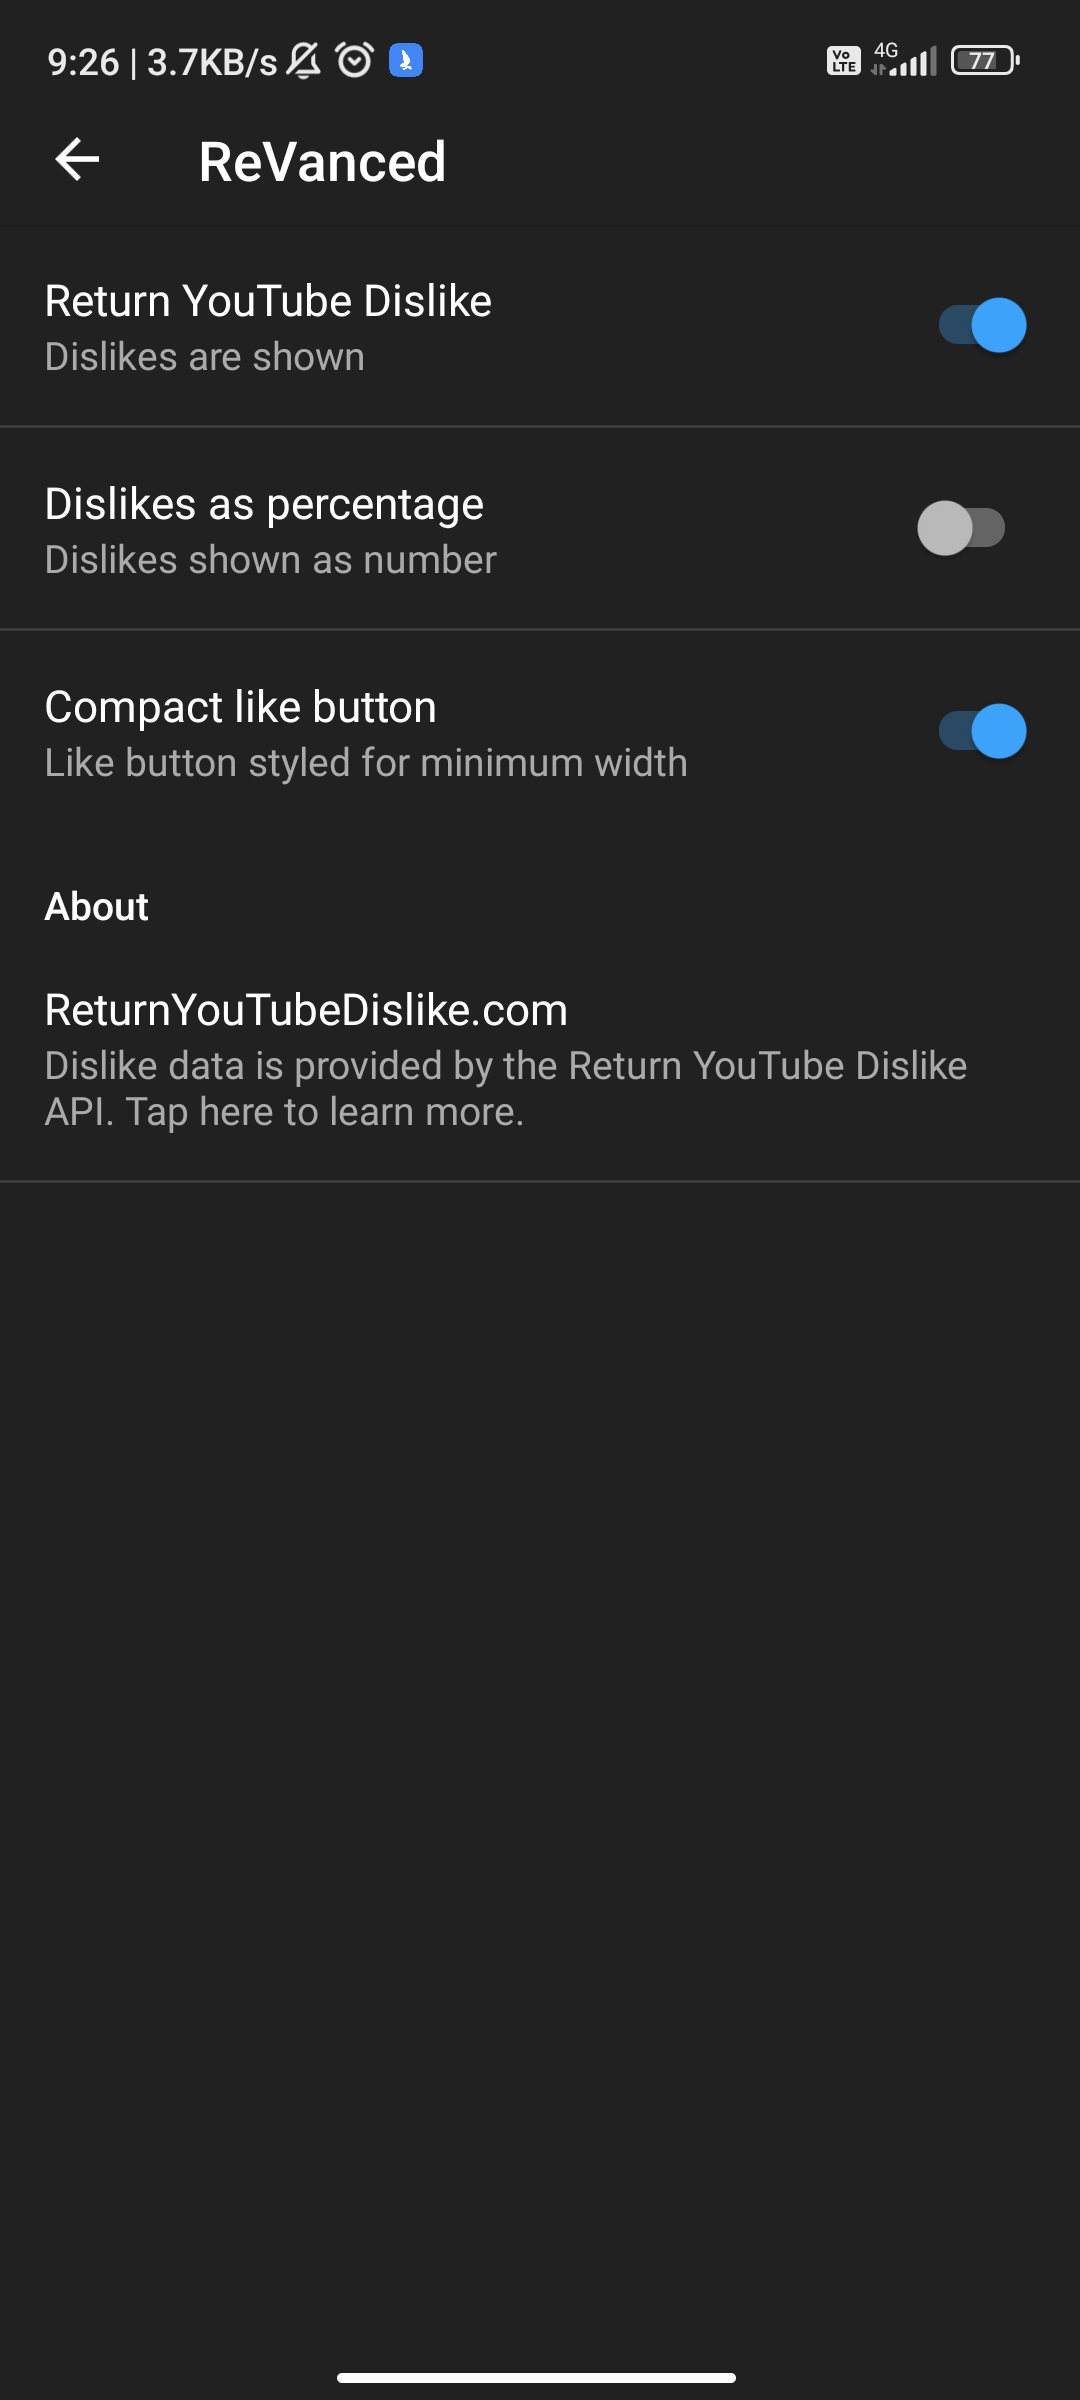 9:26 | 3.7KB/s
Vo LTE 4G 77
ReVanced
Return YouTube Dislike
Dislikes are shown
Dislikes as percentage
Dislikes shown as number
Compact like button
Like button styled for minimum width
About
ReturnYouTubeDislike.com
Dislike data is provided by the Return YouTube Dislike
API. Tap here to learn more.